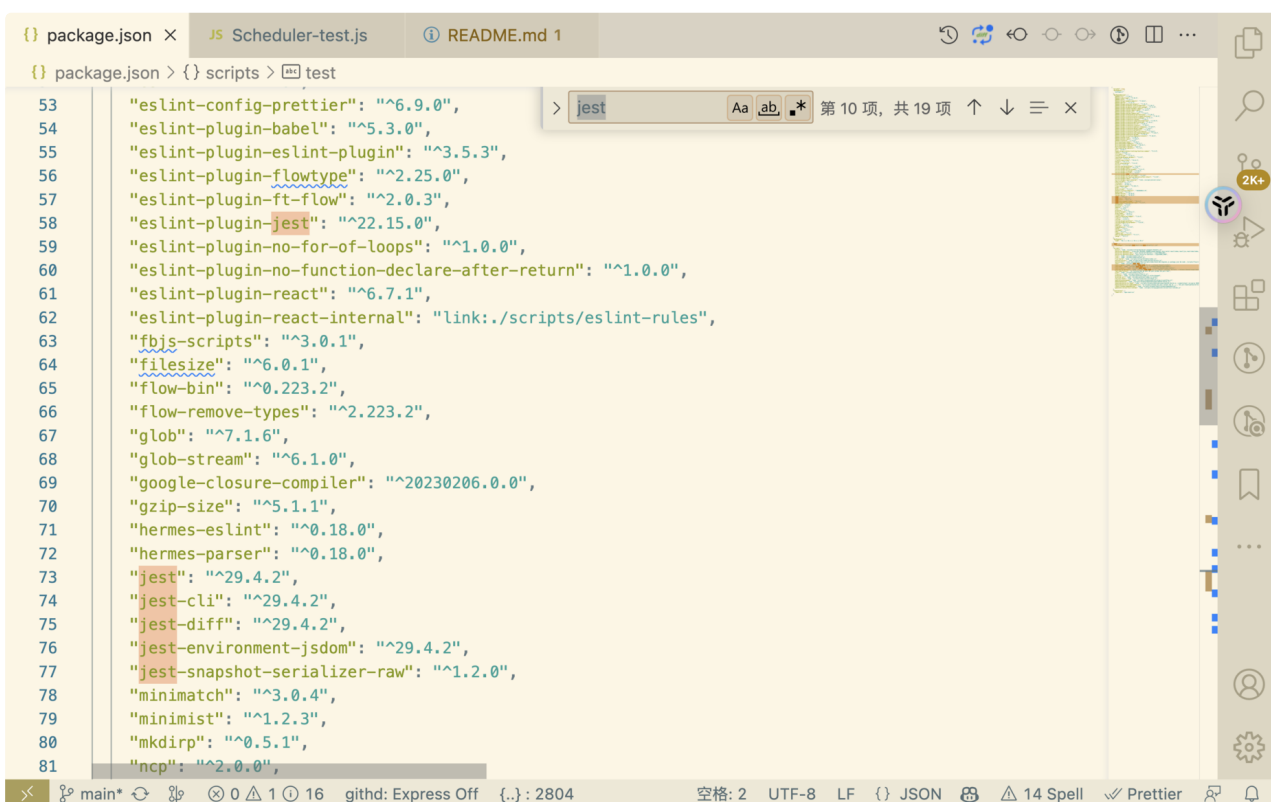 package.json
Scheduler-test.js
README.md 1
package.json > {} scripts > test
jest
Aa
ab
第 10 项，共 19 项
53 "eslint-config-prettier": "^6.9.0",
54 "eslint-plugin-babel": "^5.3.0",
55 "eslint-plugin-eslint-plugin": "^3.5.3",
56 "eslint-plugin-flowtype": "^2.25.0",
57 "eslint-plugin-ft-flow": "^2.0.3",
58 "eslint-plugin-jest": "^22.15.0",
59 "eslint-plugin-no-for-of-loops": "^1.0.0",
60 "eslint-plugin-no-function-declare-after-return": "^1.0.0",
61 "eslint-plugin-react": "^6.7.1",
62 "eslint-plugin-react-internal": "link:./scripts/eslint-rules",
63 "fbjs-scripts": "^3.0.1",
64 "filesize": "^6.0.1",
65 "flow-bin": "^0.223.2",
66 "flow-remove-types": "^2.223.2",
67 "glob": "^7.1.6",
68 "glob-stream": "^6.1.0",
69 "google-closure-compiler": "^20230206.0.0",
70 "gzip-size": "^5.1.1",
71 "hermes-eslint": "^0.18.0",
72 "hermes-parser": "^0.18.0",
73 "jest": "^29.4.2",
74 "jest-cli": "^29.4.2",
75 "jest-diff": "^29.4.2",
76 "jest-environment-jsdom": "^29.4.2",
77 "jest-snapshot-serializer-raw": "^1.2.0",
78 "minimatch": "^3.0.4",
79 "minimist": "^1.2.3",
80 "mkdirp": "^0.5.1",
81 "ncp": "^2.0.0",
2K+
main* 0 1 16 githd: Express Off {..} : 2804 空格: 2 UTF-8 LF {} JSON 14 Spell Prettier